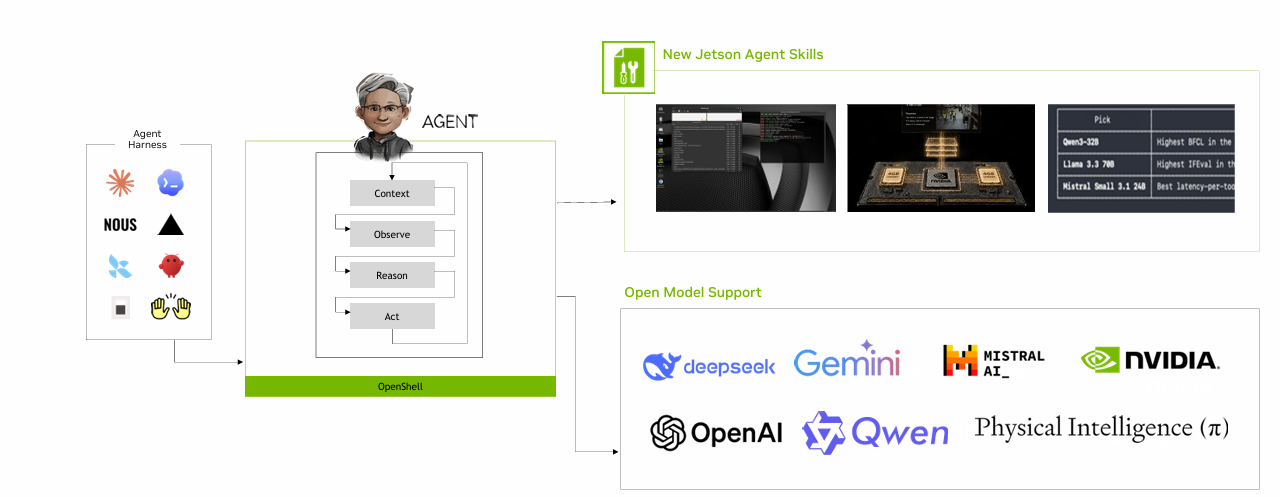 New Jetson Agent Skills
AGENT
Agent
Harness
NOUS
Context
Observe
Reason
Act
OpenShell
NVIDIA
Pick
Qwen3-32B
Highest BFCL in the
Llama 3.3 70B
Highest IFEval in th
Mistral Small 3.1 24B
Best latency-per-too
Open Model Support
deepseek
Gemini
MISTRAL
AI_
NVIDIA.
OpenAI
Qwen
Physical Intelligence (π)